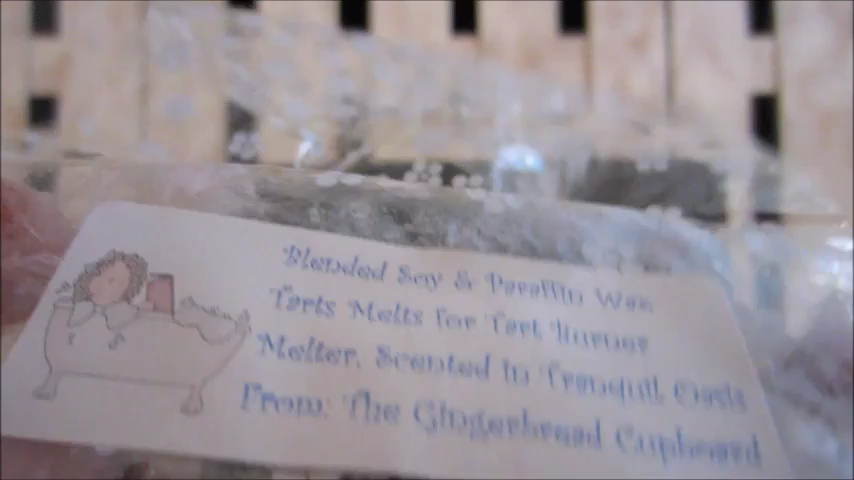 Blended Soy & Paraffin Wax
Tarts Melts for Tart Burner
Melter. Scented in Tranquil Oasis
From: The Gingerbread Cupboard